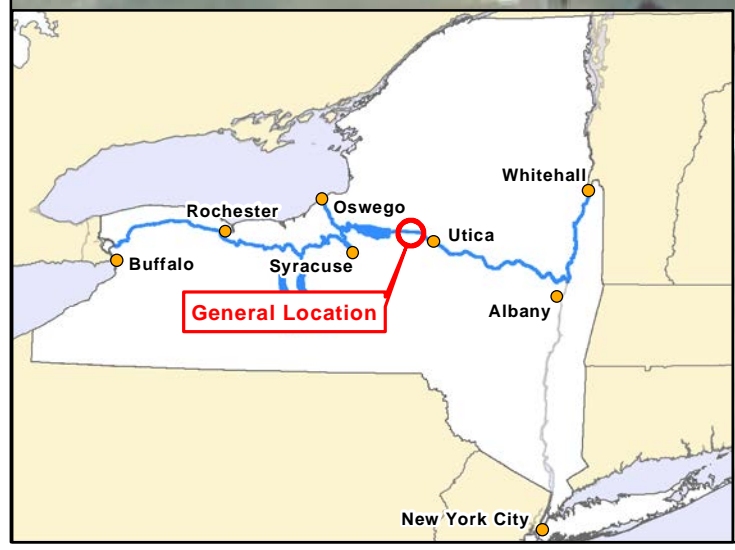 Whitehall
Oswego
Rochester
Utica
Buffalo
Syracuse
General Location
Albany
New York City